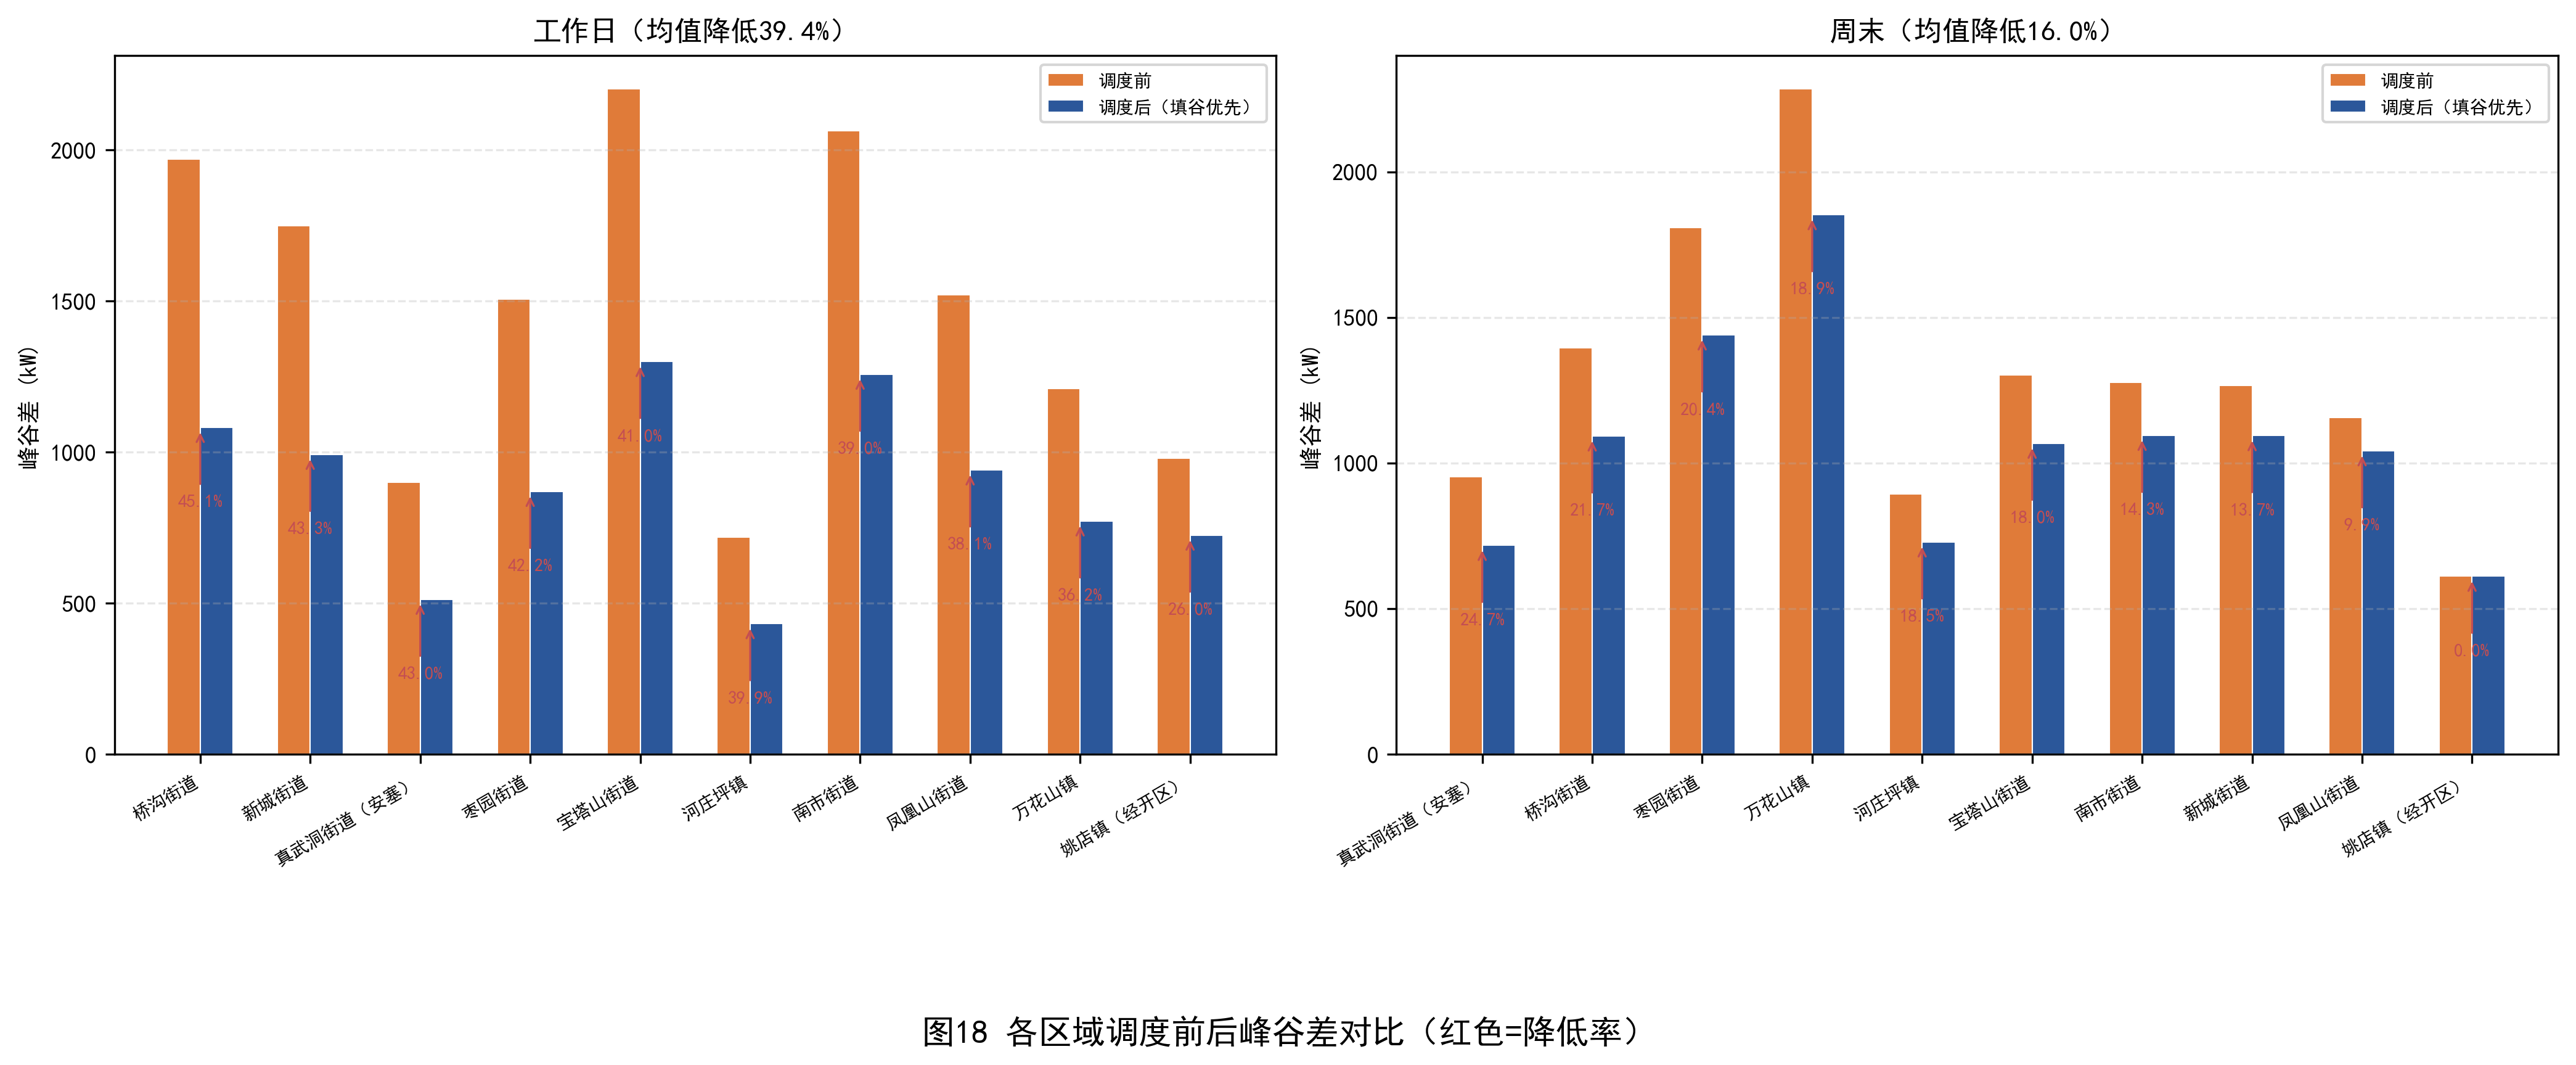 工作日（均值降低39.4%）
调度前
调度后（填谷优先）
峰谷差 (kW)
2000
1500
1000
500
0
45.1%
43.3%
43.0%
42.2%
41.0%
39.9%
39.0%
38.1%
36.2%
26.0%
桥沟街道
新城街道
真武洞街道（安塞）
枣园街道
宝塔山街道
河庄坪镇
南市街道
凤凰山街道
万花山镇
姚店镇（经开区）
周末（均值降低16.0%）
调度前
调度后（填谷优先）
峰谷差 (kW)
2000
1500
1000
500
0
24.7%
21.7%
20.4%
18.9%
18.5%
18.0%
14.3%
13.7%
9.9%
0.0%
真武洞街道（安塞）
桥沟街道
枣园街道
万花山镇
河庄坪镇
宝塔山街道
南市街道
新城街道
凤凰山街道
姚店镇（经开区）
图18 各区域调度前后峰谷差对比（红色=降低率）